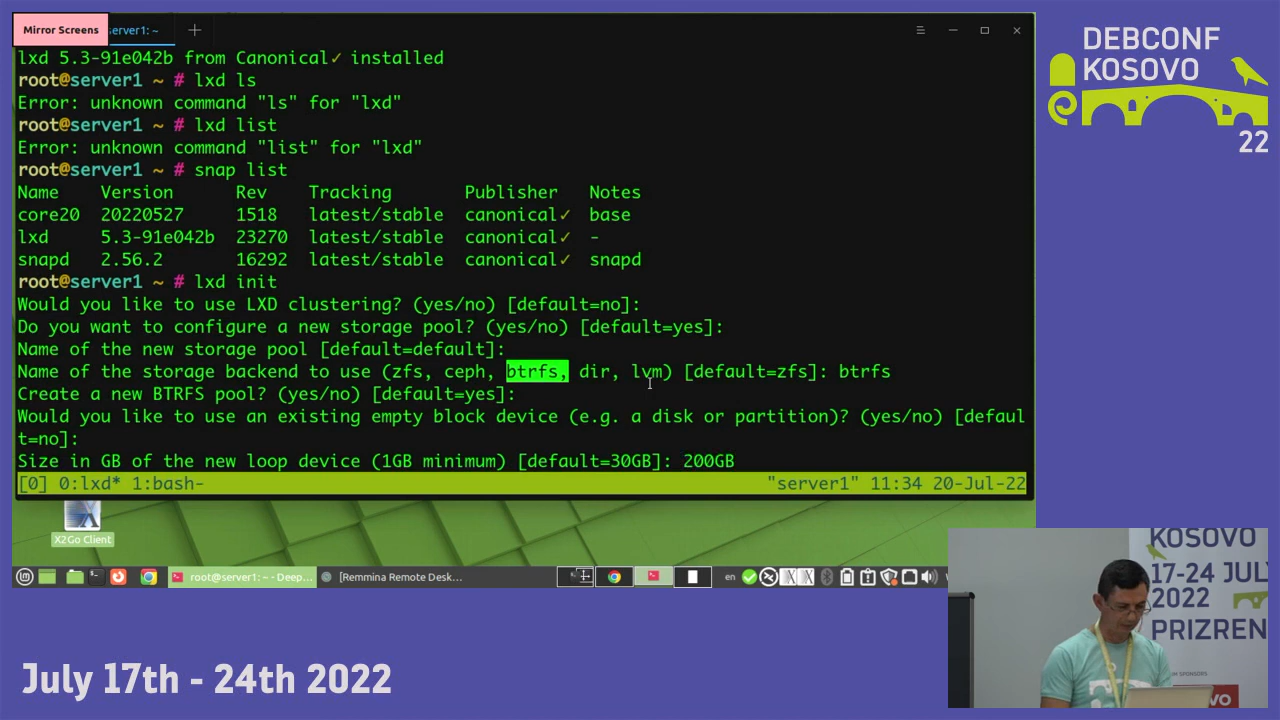 Mirror Screens
erver1: ~
lxd 5.3-91e042b from Canonical✓ installed
root@server1 ~ # lxd ls
Error: unknown command "ls" for "lxd"
root@server1 ~ # lxd list
Error: unknown command "list" for "lxd"
root@server1 ~ # snap list
Name Version Rev Tracking Publisher Notes
core20 20220527 1518 latest/stable canonical✓ base
lxd 5.3-91e042b 23270 latest/stable canonical✓ -
snapd 2.56.2 16292 latest/stable canonical✓ snapd
root@server1 ~ # lxd init
Would you like to use LXD clustering? (yes/no) [default=no]:
Do you want to configure a new storage pool? (yes/no) [default=yes]:
Name of the new storage pool [default=default]:
Name of the storage backend to use (zfs, ceph, btrfs, dir, lvm) [default=zfs]: btrfs
Create a new BTRFS pool? (yes/no) [default=yes]:
Would you like to use an existing empty block device (e.g. a disk or partition)? (yes/no) [defaul
t=no]:
Size in GB of the new loop device (1GB minimum) [default=30GB]: 200GB
[0] 0:lxd* 1:bash- "server1" 11:34 20-Jul-22
X2Go Client
root@server1: ~ - Deep...
[Remmina Remote Desk...
en
DEBCONF
KOSOVO
22
KOSOVO
17-24 JUL
2022
PRIZREN
SPONSORS
VO
July 17th - 24th 2022